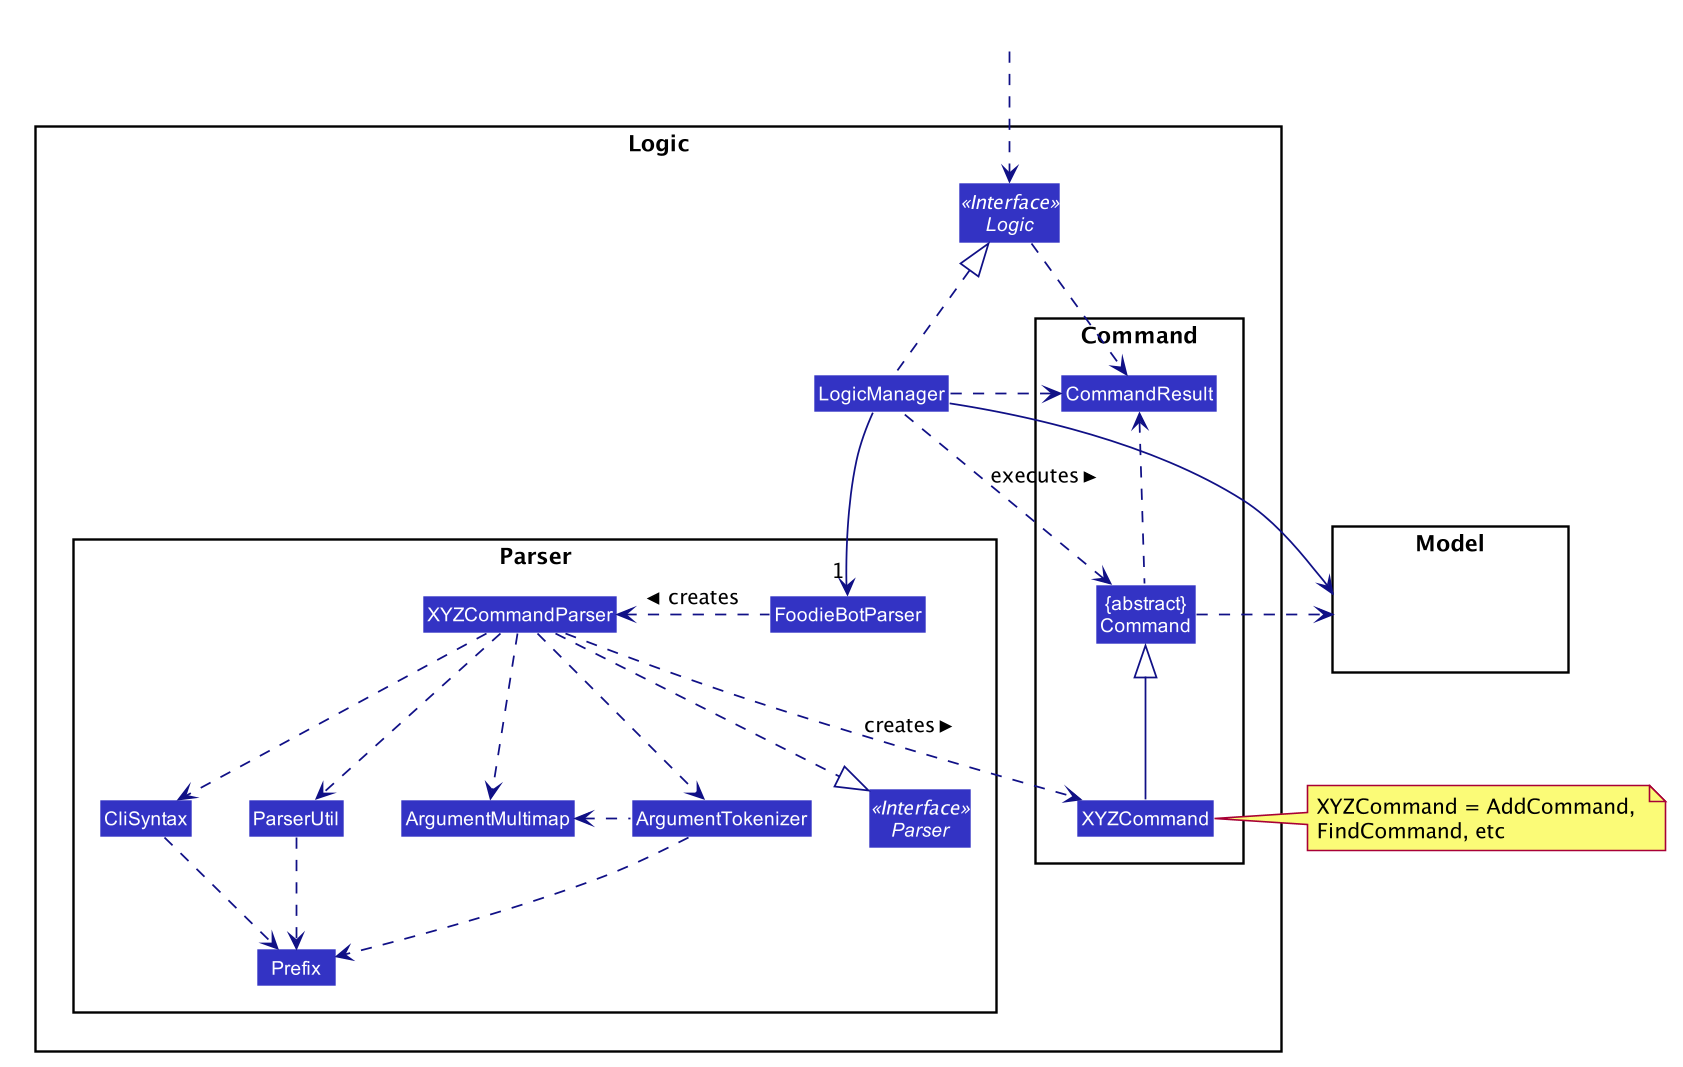 Logic
«Interface»
Logic
Command
LogicManager
CommandResult
executes ▶
Model
Parser
1
◀ creates
XYZCommandParser
FoodieBotParser
{abstract}
Command
creates ▶
CliSyntax
ParserUtil
ArgumentMultimap
ArgumentTokenizer
«Interface»
Parser
XYZCommand
XYZCommand = AddCommand,
FindCommand, etc
Prefix